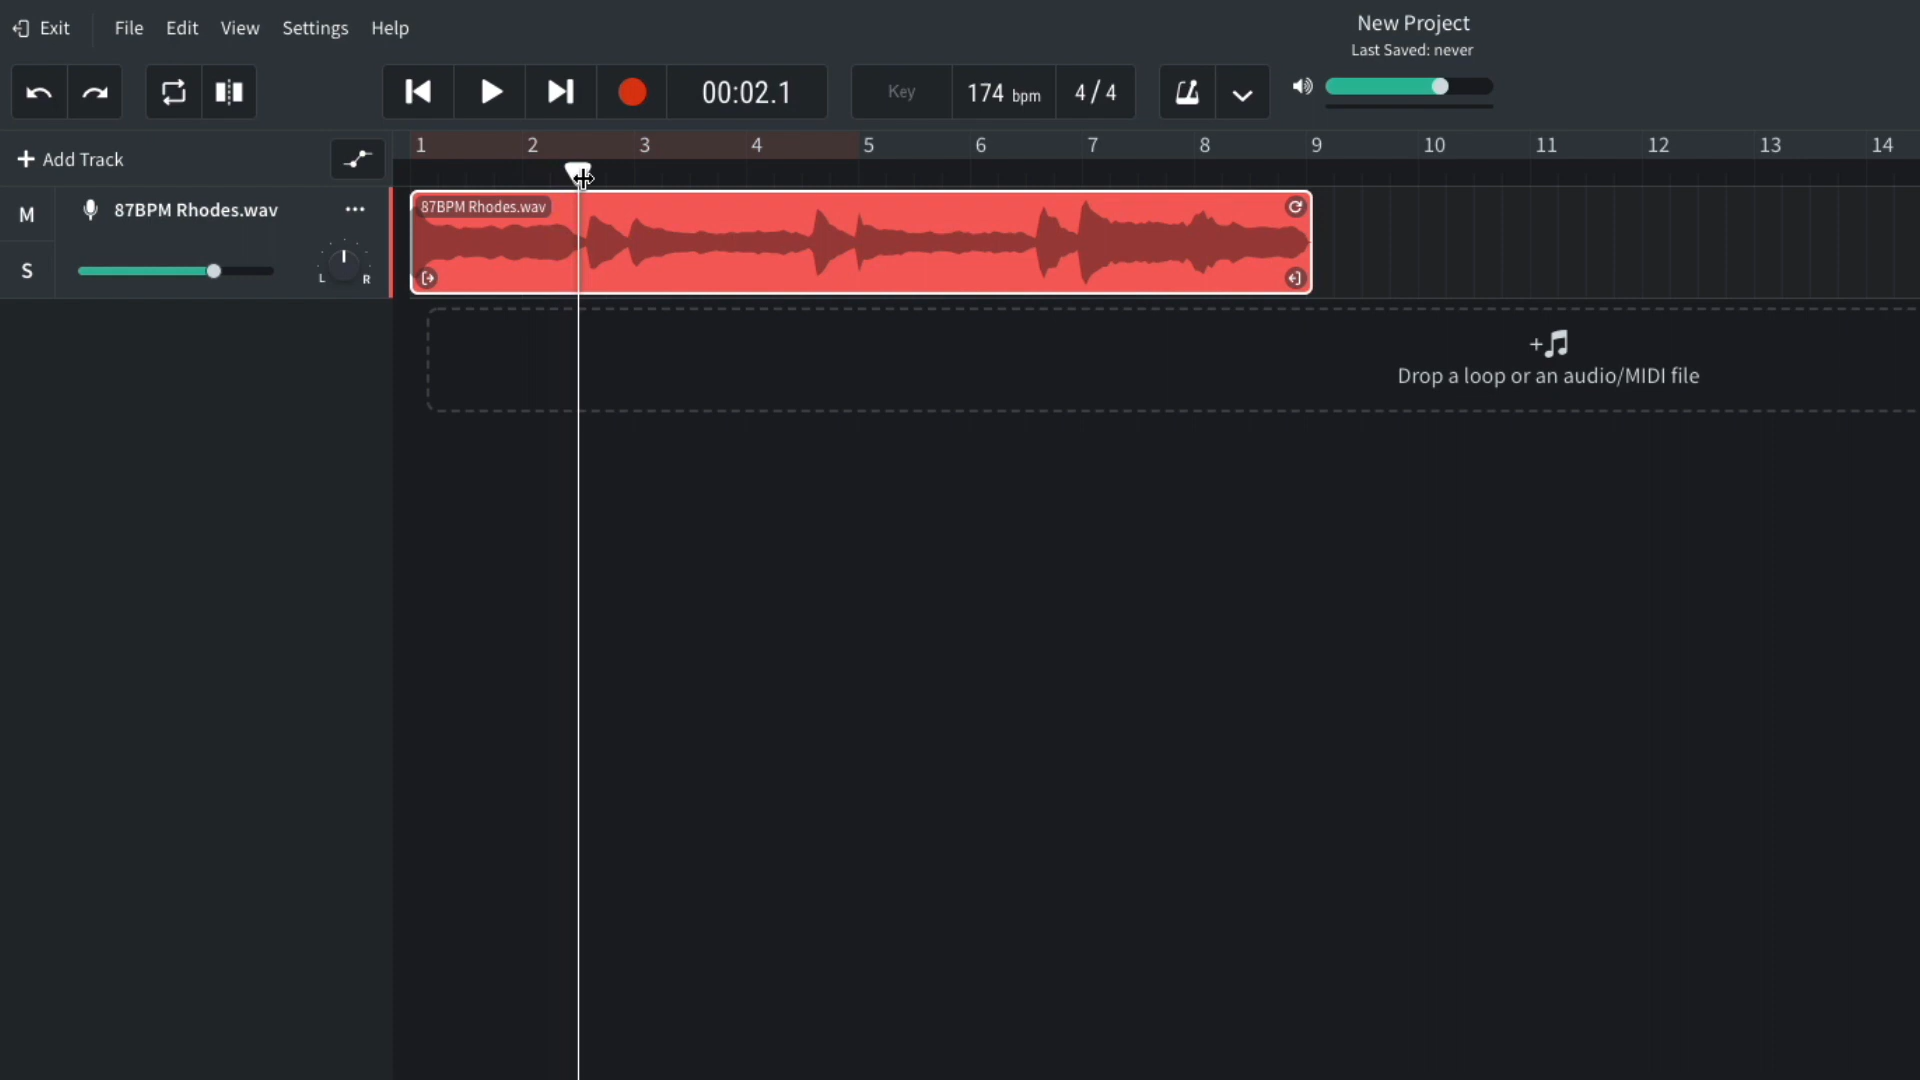 Exit File Edit View Settings Help
New Project
Last Saved: never
00:02.1 Key 174 bpm 4/4
+ Add Track
1 2 3 4 5 6 7 8 9 10 11 12 13 14
M 87BPM Rhodes.wav ...
S L R
87BPM Rhodes.wav
+
Drop a loop or an audio/MIDI file